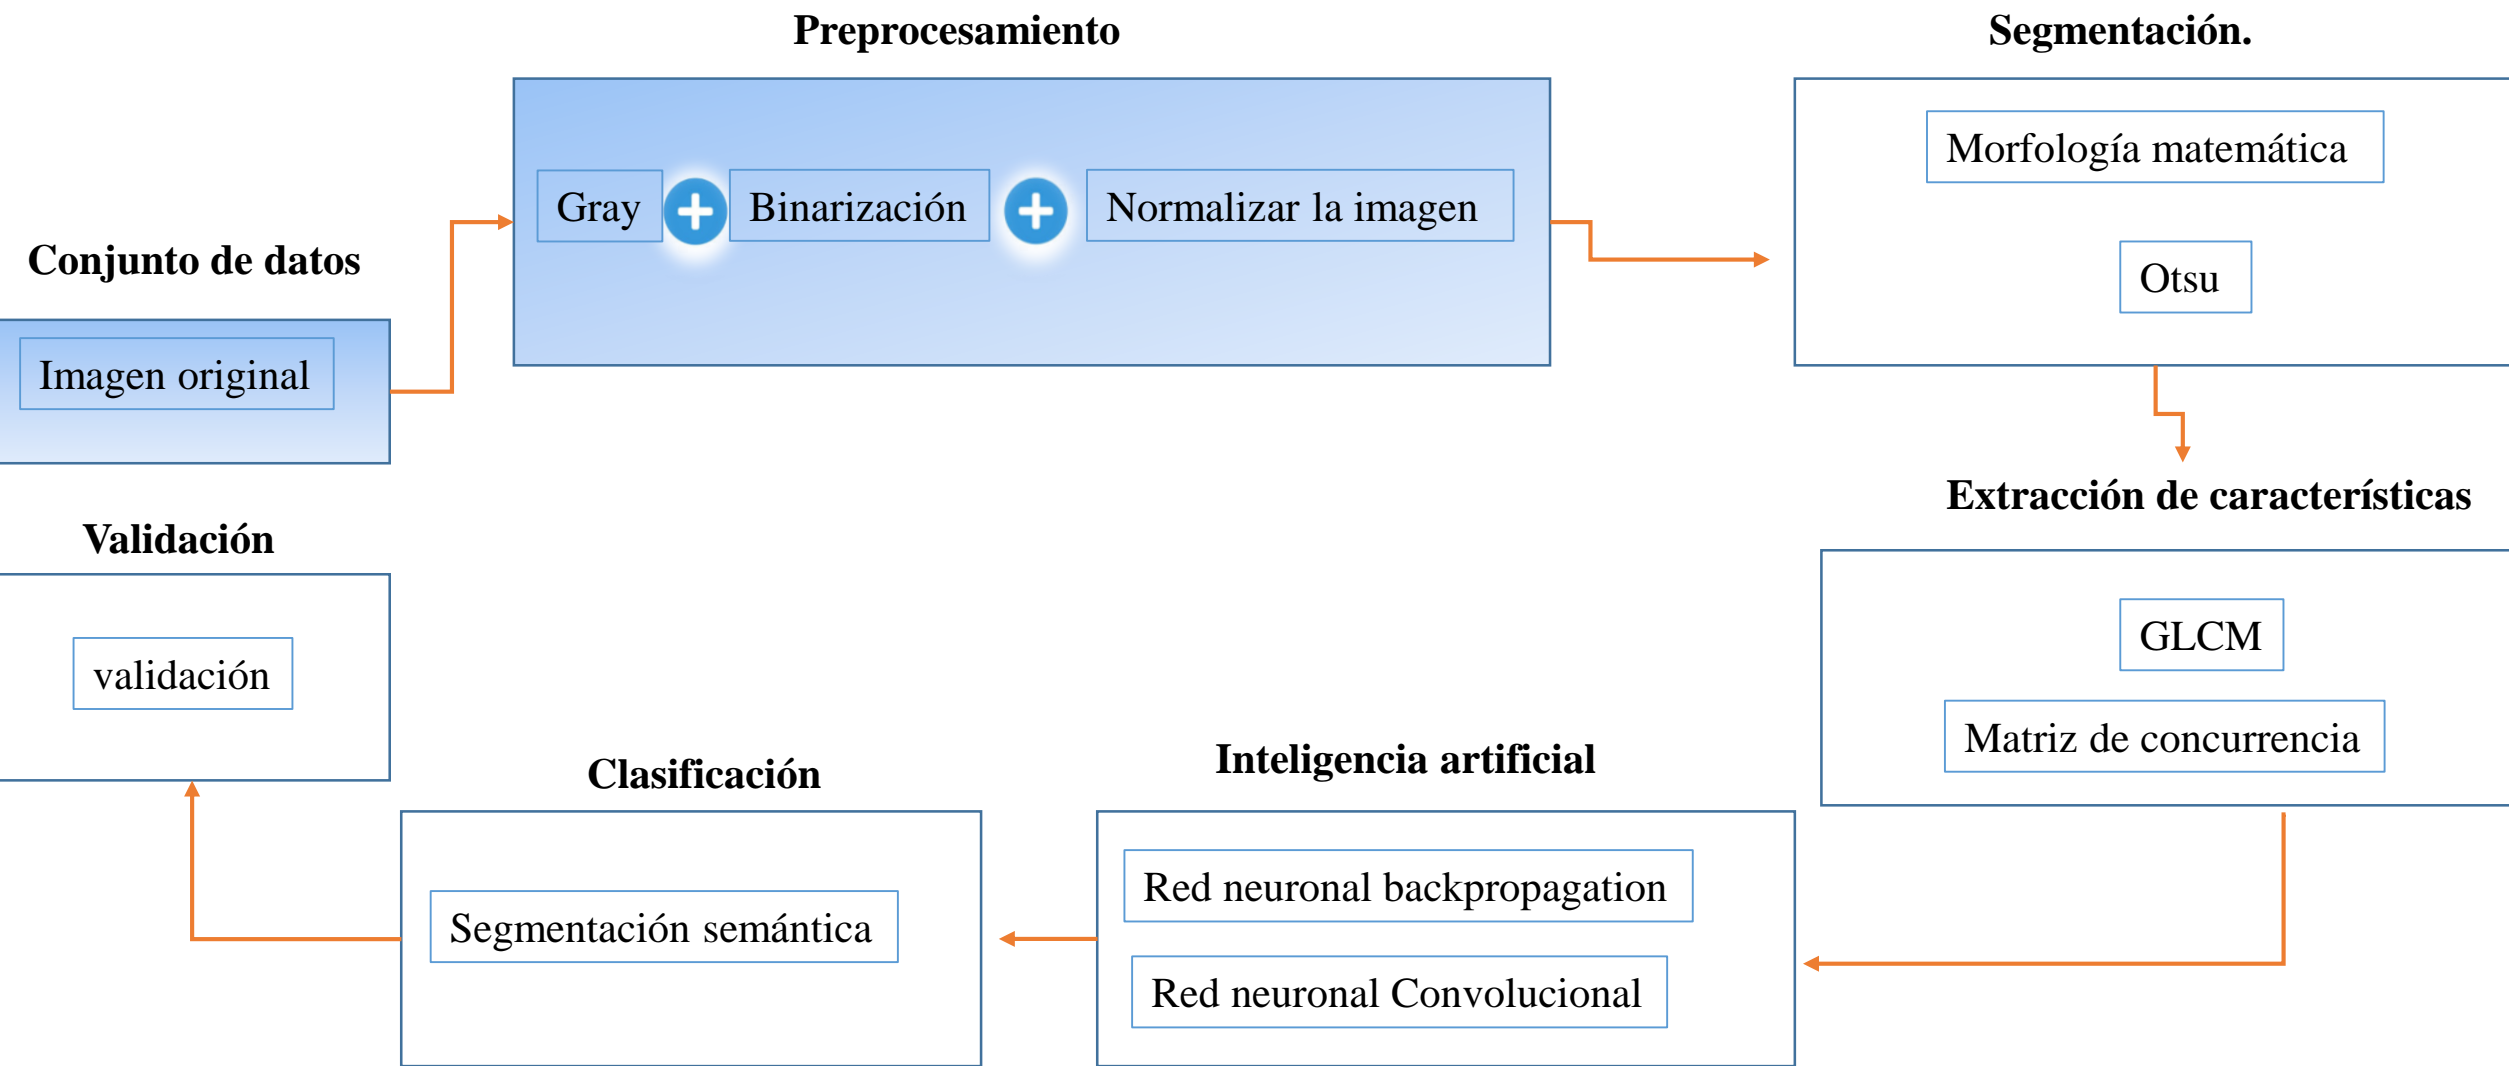 Preprocesamiento
Segmentación.
Gray
Binarización
Normalizar la imagen
Morfología matemática
Otsu
Conjunto de datos
Imagen original
Extracción de características
GLCM
Matriz de concurrencia
Inteligencia artificial
Red neuronal backpropagation
Red neuronal Convolucional
Clasificación
Segmentación semántica
Validación
validación